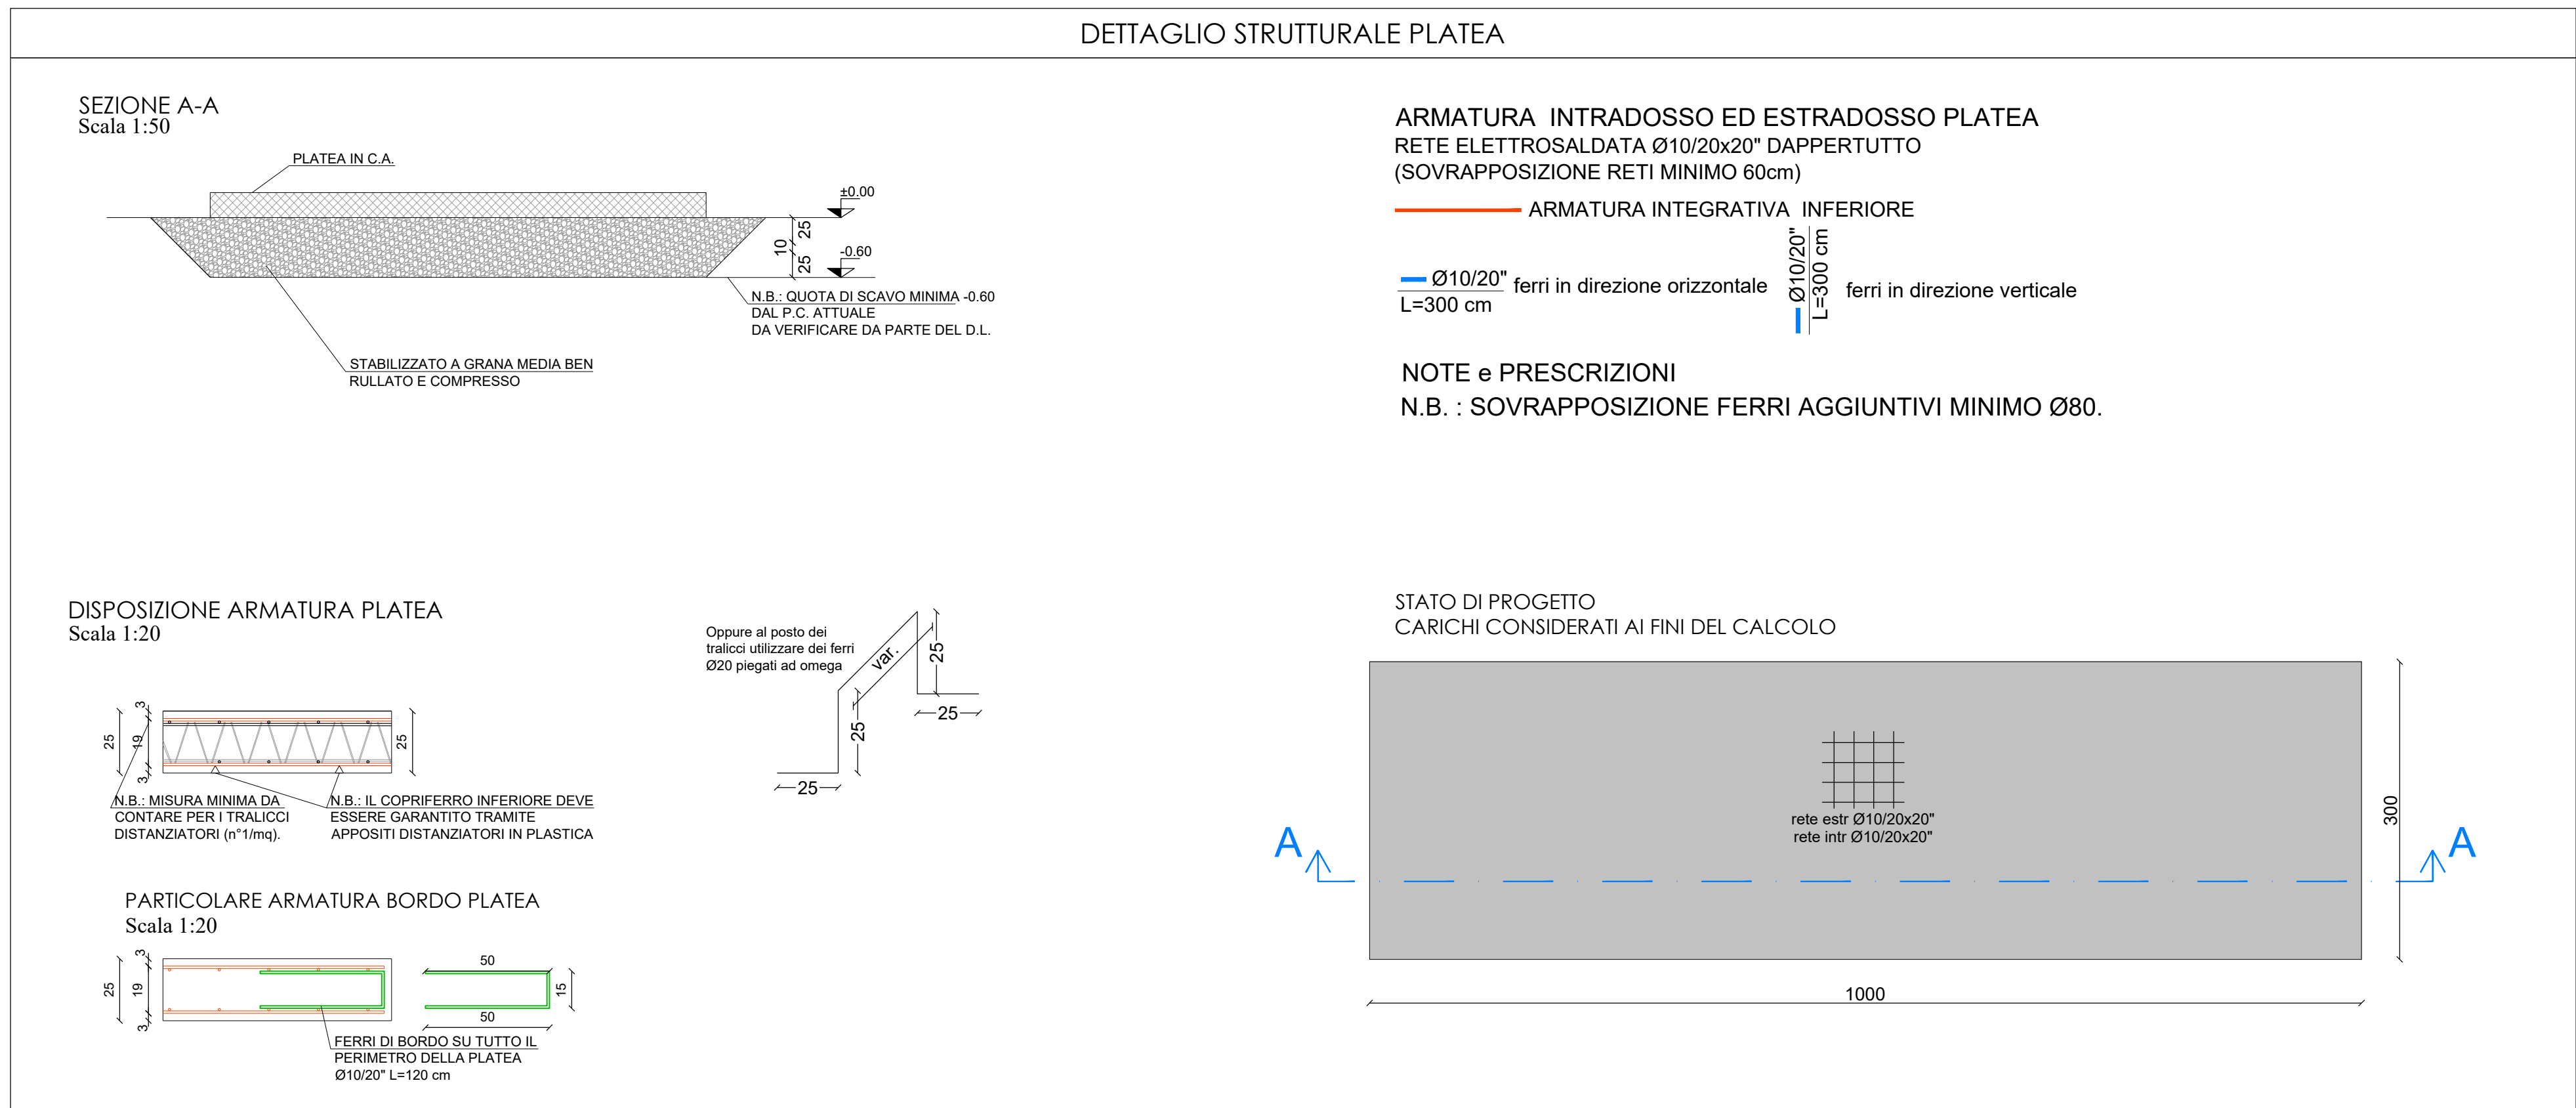 DETTAGLIO STRUTTURALE PLATEA
SEZIONE A-A
Scala 1:50
PLATEA IN C.A.
±0.00
25
10
25
-0.60
N.B.: QUOTA DI SCAVO MINIMA -0.60
DAL P.C. ATTUALE
DA VERIFICARE DA PARTE DEL D.L.
STABILIZZATO A GRANA MEDIA BEN
RULLATO E COMPRESSO
ARMATURA INTRADOSSO ED ESTRADOSSO PLATEA
RETE ELETTROSALDATA Ø10/20x20" DAPPERTUTTO
(SOVRAPPOSIZIONE RETI MINIMO 60cm)
ARMATURA INTEGRATIVA INFERIORE
Ø10/20"
L=300 cm
ferri in direzione orizzontale
Ø10/20"
L=300 cm
ferri in direzione verticale
NOTE e PRESCRIZIONI
N.B. : SOVRAPPOSIZIONE FERRI AGGIUNTIVI MINIMO Ø80.
DISPOSIZIONE ARMATURA PLATEA
Scala 1:20
25
3
19
3
25
N.B.: MISURA MINIMA DA
CONTARE PER I TRALICCI
DISTANZIATORI (n°1/mq).
N.B.: IL COPRIFERRO INFERIORE DEVE
ESSERE GARANTITO TRAMITE
APPOSITI DISTANZIATORI IN PLASTICA
Oppure al posto dei
tralicci utilizzare dei ferri
Ø20 piegati ad omega
var.
25
25
25
25
PARTICOLARE ARMATURA BORDO PLATEA
Scala 1:20
25
3
19
3
50
15
50
FERRI DI BORDO SU TUTTO IL
PERIMETRO DELLA PLATEA
Ø10/20" L=120 cm
STATO DI PROGETTO
CARICHI CONSIDERATI AI FINI DEL CALCOLO
rete estr Ø10/20x20"
rete intr Ø10/20x20"
A
A
300
1000